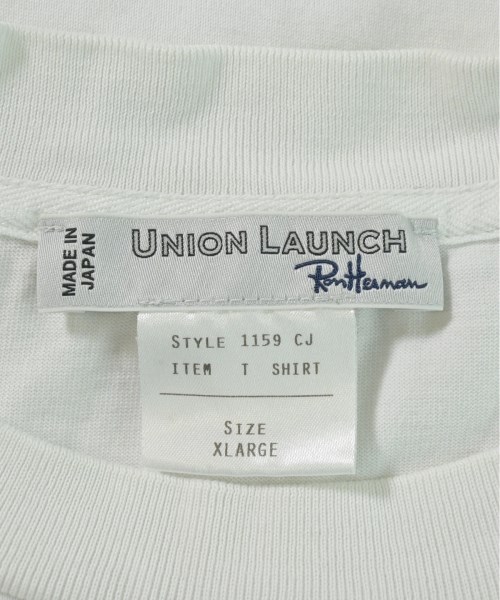 MADE IN
JAPAN
UNION LAUNCH
Ron Herman
STYLE 1159 CJ
ITEM T SHIRT
SIZE
XLARGE